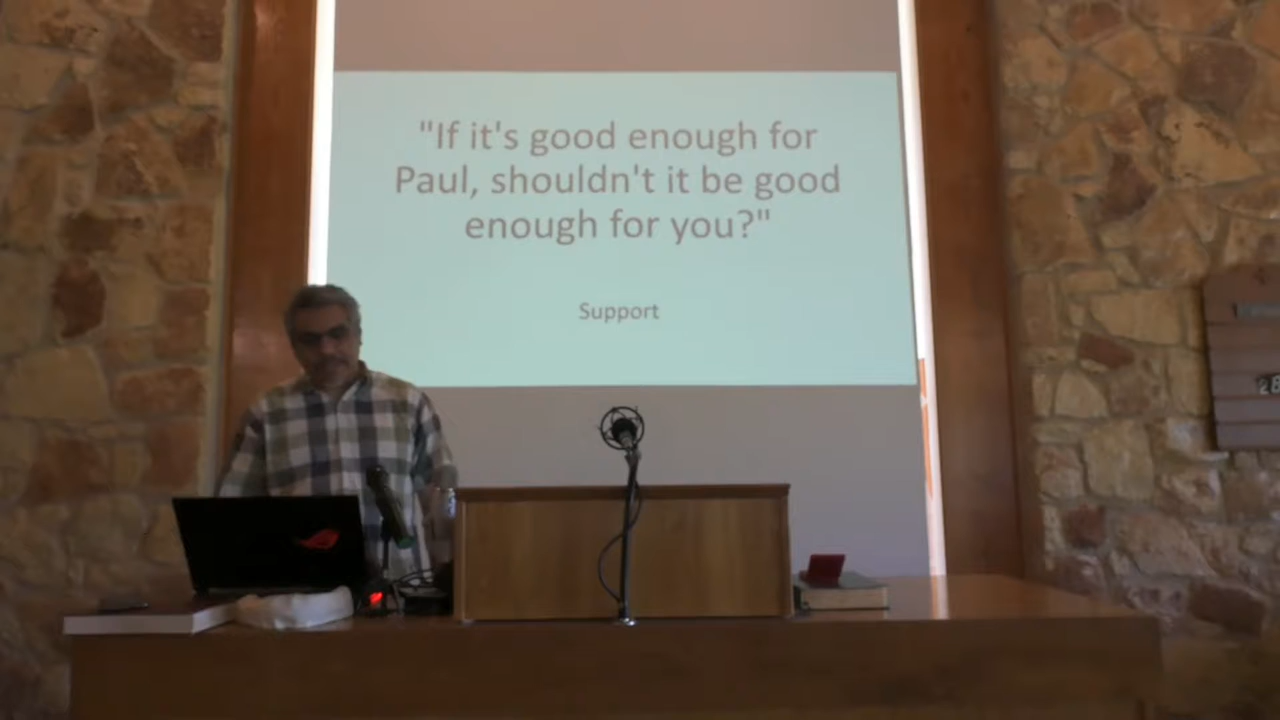 "If it's good enough for
Paul, shouldn't it be good
enough for you?"
Support